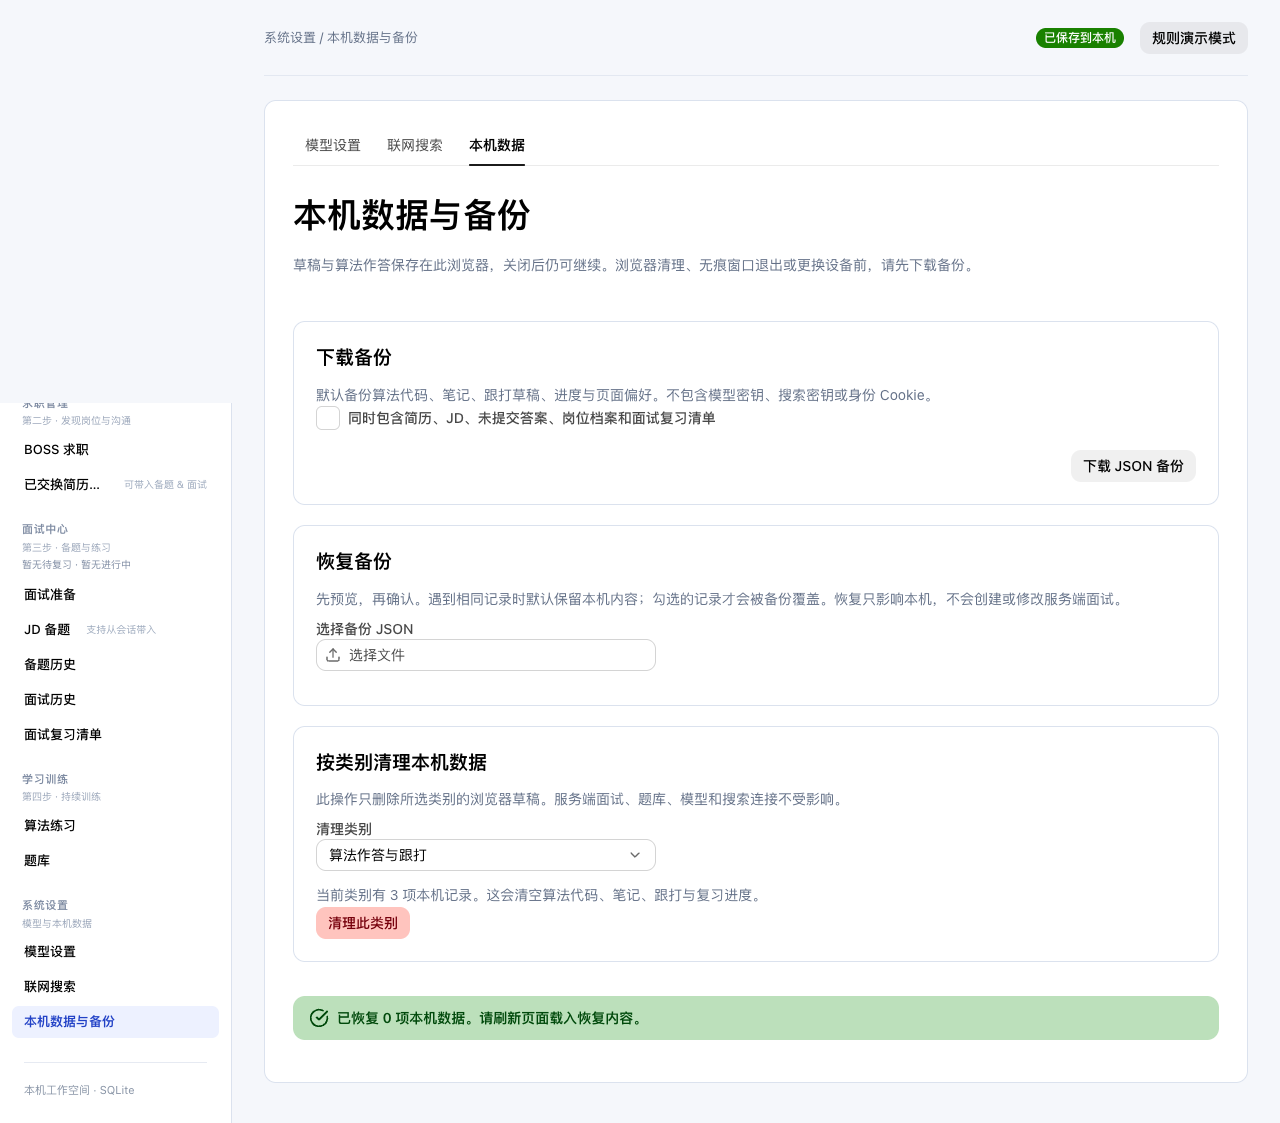 系统设置 / 本机数据与备份
已保存到本机
规则演示模式
模型设置
联网搜索
本机数据
本机数据与备份
草稿与算法作答保存在此浏览器，关闭后仍可继续。浏览器清理、无痕窗口退出或更换设备前，请先下载备份。
下载备份
默认备份算法代码、笔记、跟打草稿、进度与页面偏好。不包含模型密钥、搜索密钥或身份 Cookie。
同时包含简历、JD、未提交答案、岗位档案和面试复习清单
下载 JSON 备份
恢复备份
先预览，再确认。遇到相同记录时默认保留本机内容；勾选的记录才会被备份覆盖。恢复只影响本机，不会创建或修改服务端面试。
选择备份 JSON
选择文件
按类别清理本机数据
此操作只删除所选类别的浏览器草稿。服务端面试、题库、模型和搜索连接不受影响。
清理类别
算法作答与跟打
当前类别有 3 项本机记录。这会清空算法代码、笔记、跟打与复习进度。
清理此类别
已恢复 0 项本机数据。请刷新页面载入恢复内容。
求职管理
第二步 · 发现岗位与沟通
BOSS 求职
已交换简历...
可带入备题 & 面试
面试中心
第三步 · 备题与练习
暂无待复习 · 暂无进行中
面试准备
JD 备题
支持从会话带入
备题历史
面试历史
面试复习清单
学习训练
第四步 · 持续训练
算法练习
题库
系统设置
模型与本机数据
模型设置
联网搜索
本机数据与备份
本机工作空间 · SQLite